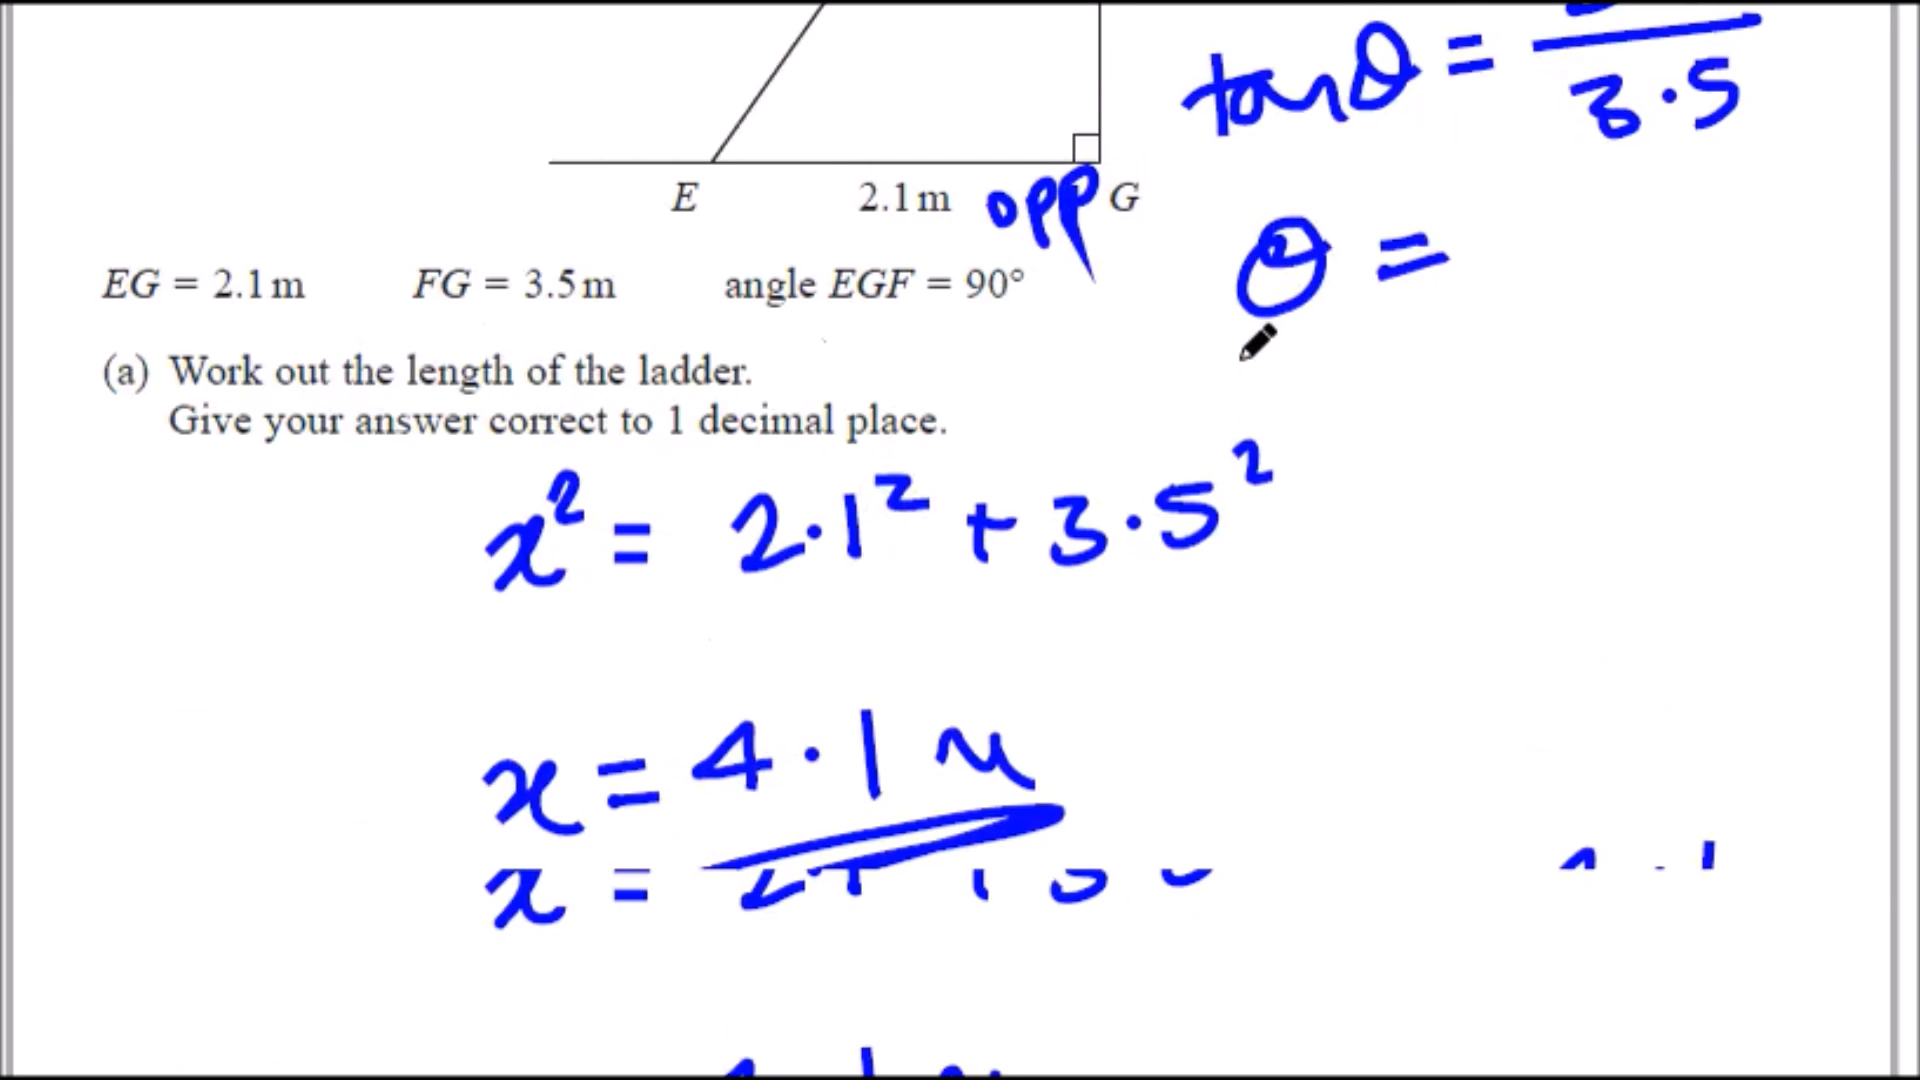 tanθ = 3.5
E 2.1 m opp G
θ =
EG = 2.1 m FG = 3.5 m angle EGF = 90°
(a) Work out the length of the ladder.
Give your answer correct to 1 decimal place.
x² = 2.1² + 3.5²
x = 4.1 m
x =